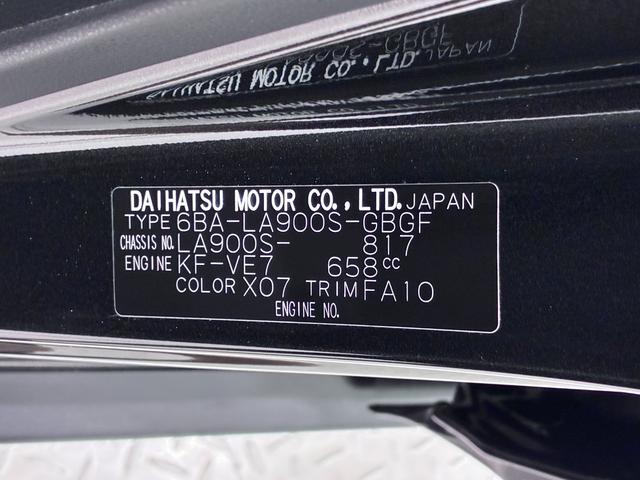 DAIHATSU MOTOR CO., LTD. JAPAN
TYPE 6BA-LA900S-GBGF
CHASSIS NO. LA900S- 817
ENGINE KF-VE7 658cc
COLOR X07 TRIM FA10
ENGINE NO.